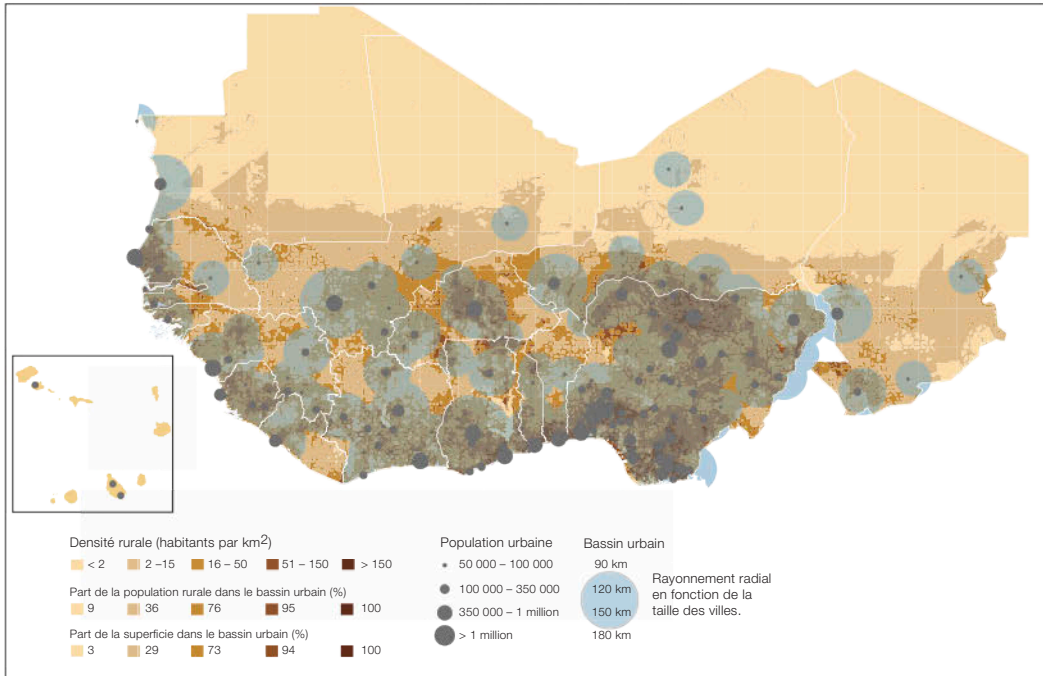 Densité rurale (habitants par km2)
< 2 2 –15 16 – 50 51 – 150 > 150
Part de la population rurale dans le bassin urbain (%)
9 36 76 95 100
Part de la superficie dans le bassin urbain (%)
3 29 73 94 100
Population urbaine
50 000 – 100 000
100 000 – 350 000
350 000 – 1 million
> 1 million
Bassin urbain
90 km
120 km
150 km
180 km
Rayonnement radial
en fonction de la
taille des villes.